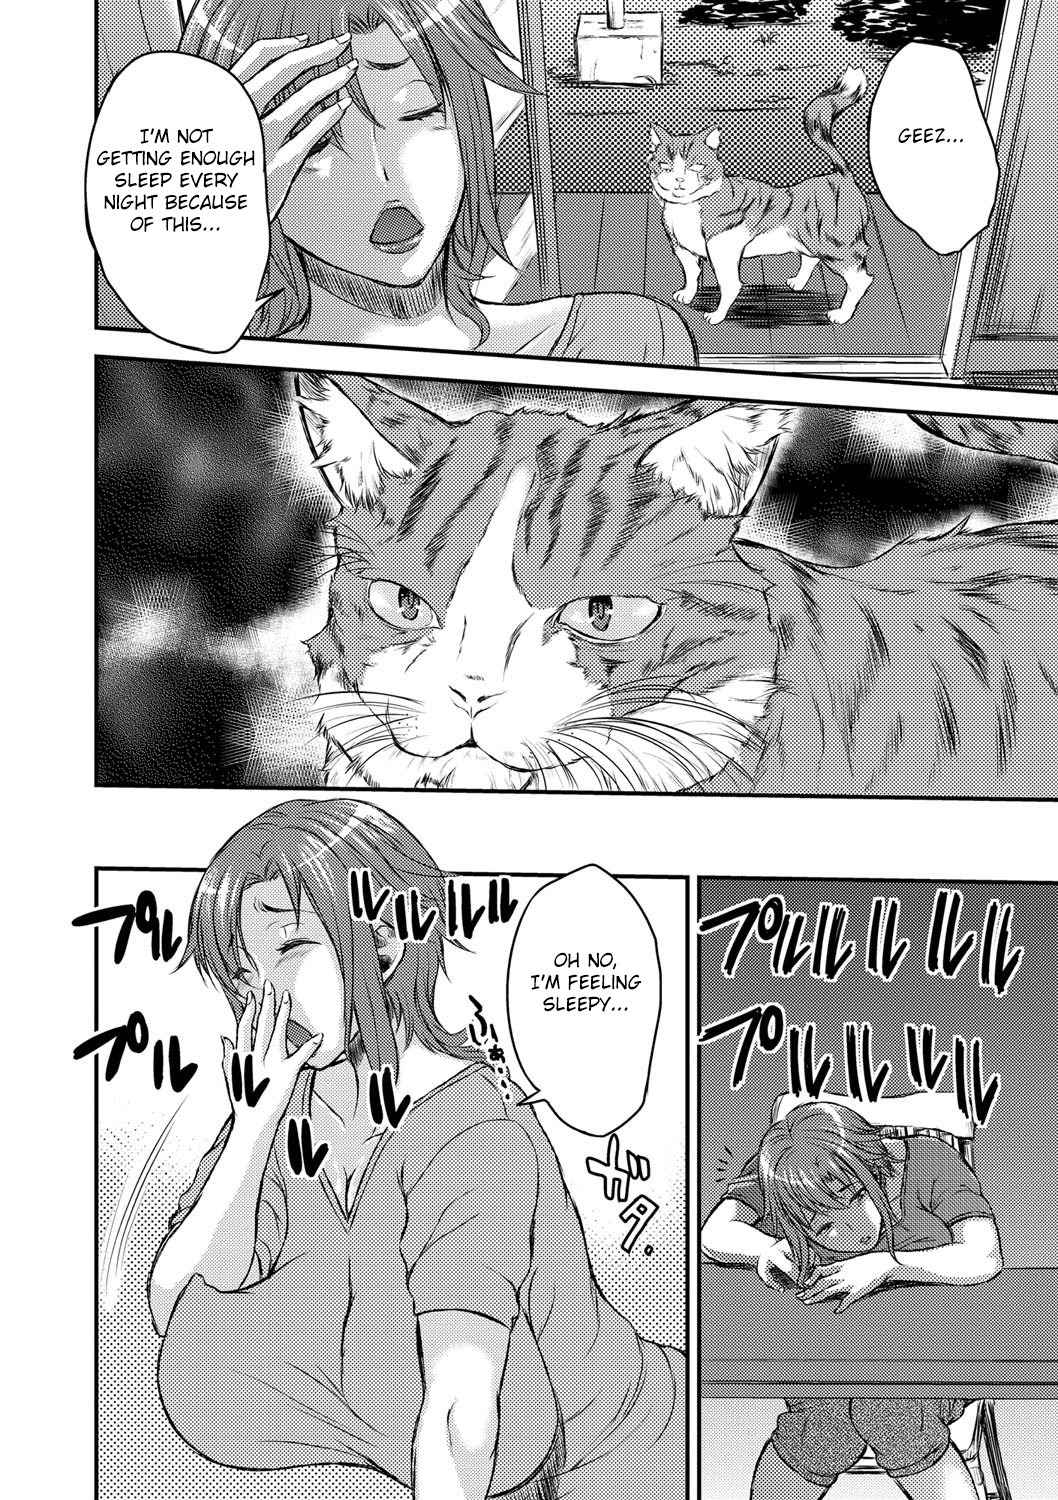 GEEZ...
I'M NOT
GETTING ENOUGH
SLEEP EVERY
NIGHT BECAUSE
OF THIS...
プルルルルル
プルルルル
OH NO,
I'M FEELING
SLEEPY...
ふぁ…
ガタ.
ルルルル
プルル
プルル
ル
ル
ル